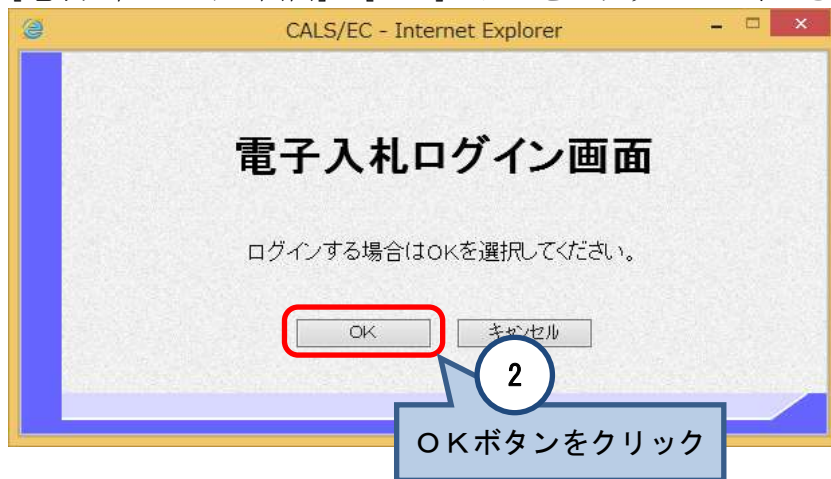 CALS/EC - Internet Explorer
電子入札ログイン画面
ログインする場合はOKを選択してください。
OK
キャンセル
2
OKボタンをクリック